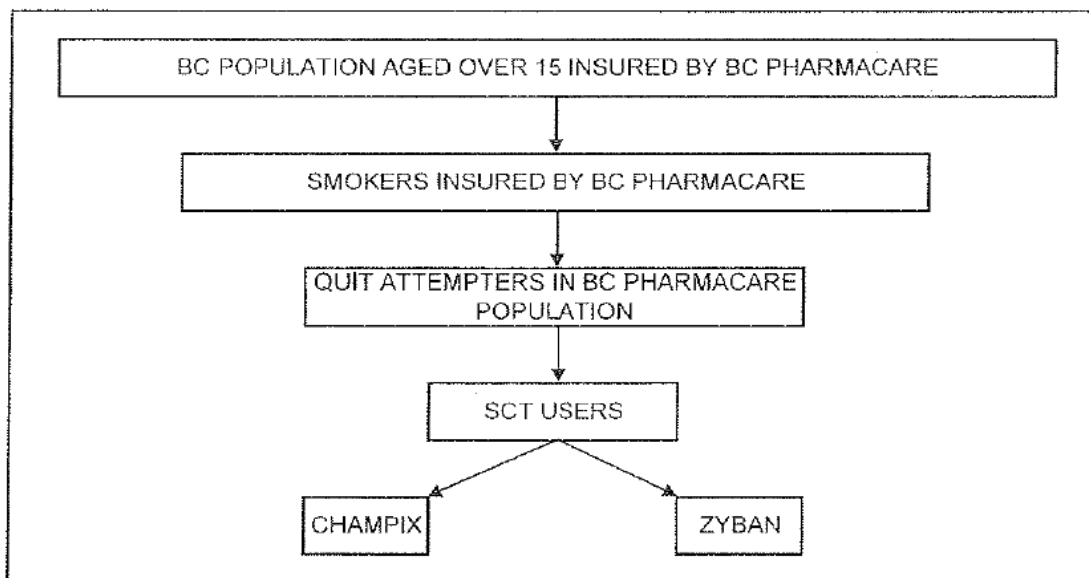 BC POPULATION AGED OVER 15 INSURED BY BC PHARMACARE
SMOKERS INSURED BY BC PHARMACARE
QUIT ATTEMPTERS IN BC PHARMACARE
POPULATION
SCT USERS
CHAMPIX
ZYBAN